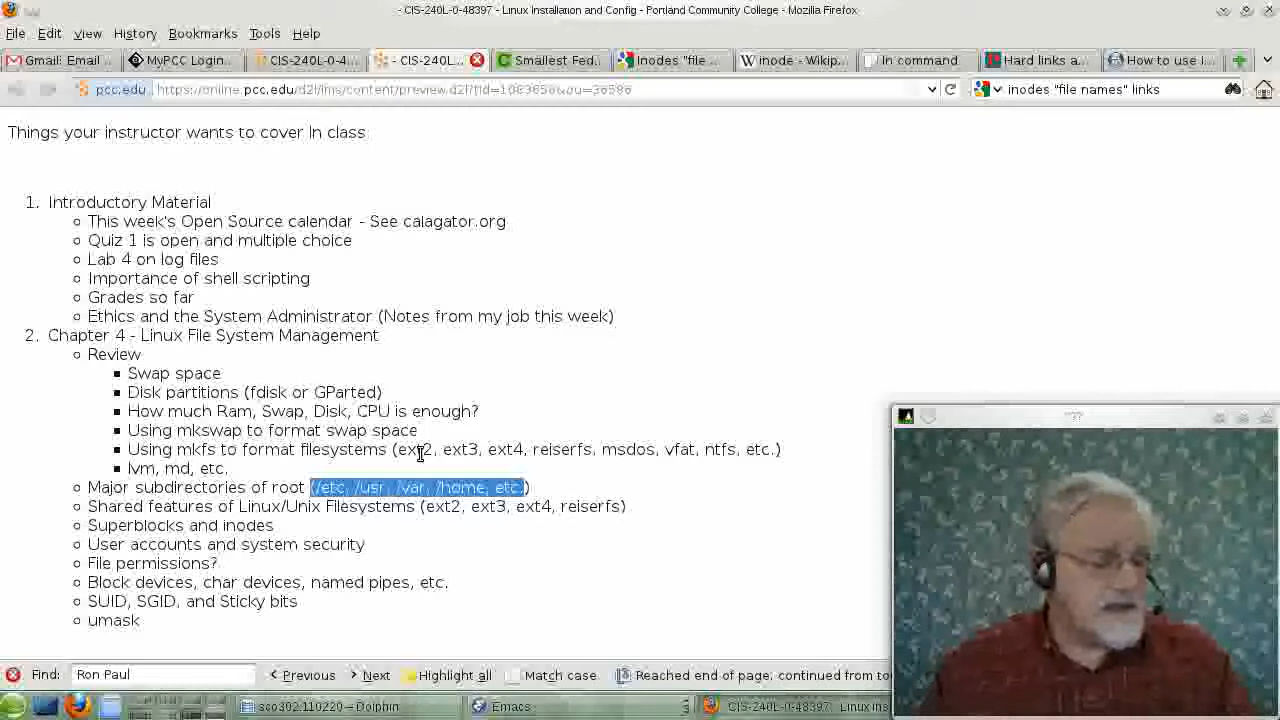 - CIS-240L-0-48397 - Linux Installation and Config - Portland Community College - Mozilla Firefox
File Edit View History Bookmarks Tools Help
Gmail: Email ... MyPCC Login... CIS-240L-0-4... - CIS-240L... Smallest Fed... Inodes "file ... inode - Wikip... In command Hard links a... How to use l...
pcc.edu inodes "file names" links
Things your instructor wants to cover In class
1. Introductory Material
This week's Open Source calendar - See calagator.org
Quiz 1 is open and multiple choice
Lab 4 on log files
Importance of shell scripting
Grades so far
Ethics and the System Administrator (Notes from my job this week)
2. Chapter 4 - Linux File System Management
Review
Swap space
Disk partitions (fdisk or GParted)
How much Ram, Swap, Disk, CPU is enough?
Using mkswap to format swap space
Using mkfs to format filesystems (ext2, ext3, ext4, reiserfs, msdos, vfat, ntfs, etc.)
lvm, md, etc.
Major subdirectories of root (/etc, /usr, /var, /home, etc.)
Shared features of Linux/Unix Filesystems (ext2, ext3, ext4, reiserfs)
Superblocks and inodes
User accounts and system security
File permissions?
Block devices, char devices, named pipes, etc.
SUID, SGID, and Sticky bits
umask
Find: Ron Paul Previous Next Highlight all Match case Reached end of page, continued from to
sco302.110220 – Dolphin Emacs 3 CIS-240L-0-48397) Linux Ins